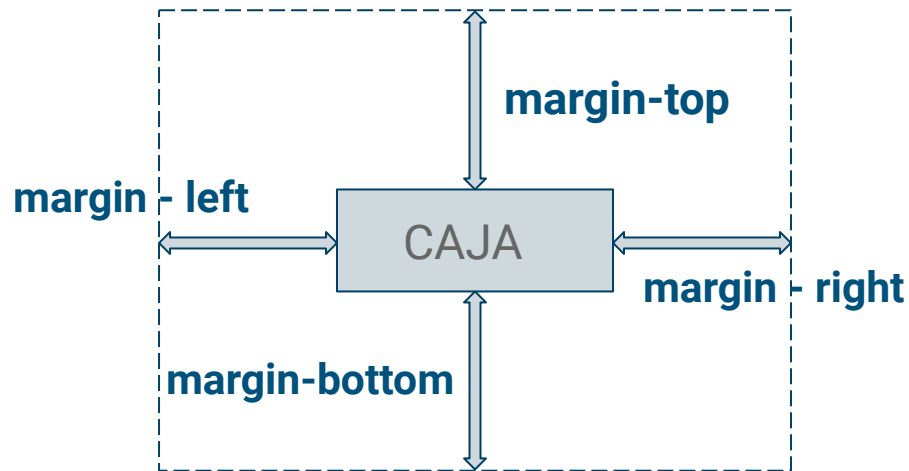 margin-top
margin - left
CAJA
margin - right
margin-bottom